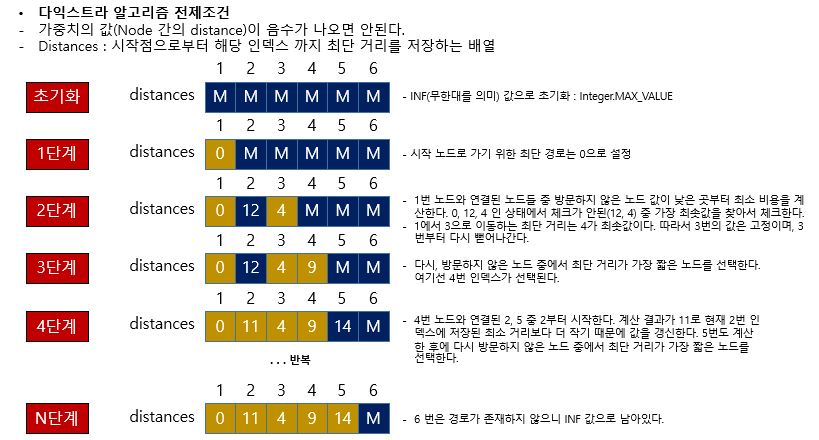 • 다익스트라 알고리즘 전제조건
- 가중치의 값(Node 간의 distance)이 음수가 나오면 안된다.
- Distances : 시작점으로부터 해당 인덱스 까지 최단 거리를 저장하는 배열
1 2 3 4 5 6
초기화 distances M M M M M M - INF(무한대를 의미) 값으로 초기화 : Integer.MAX_VALUE
1 2 3 4 5 6
1단계 distances 0 M M M M M - 시작 노드로 가기 위한 최단 경로는 0으로 설정
1 2 3 4 5 6
2단계 distances 0 12 4 M M M
- 1번 노드와 연결된 노드들 중 방문하지 않은 노드 값이 낮은 곳부터 최소 비용을 계
산한다. 0, 12, 4 인 상태에서 체크가 안된(12, 4) 중 가장 최솟값을 찾아서 체크한다.
- 1에서 3으로 이동하는 최단 거리는 4가 최솟값이다. 따라서 3번의 값은 고정이며, 3
번부터 다시 뻗어나간다.
1 2 3 4 5 6
3단계 distances 0 12 4 9 M M
- 다시, 방문하지 않은 노드 중에서 최단 거리가 가장 짧은 노드를 선택한다.
여기선 4번 인덱스가 선택된다.
1 2 3 4 5 6
4단계 distances 0 11 4 9 14 M
- 4번 노드와 연결된 2, 5 중 2부터 시작한다. 계산 결과가 11로 현재 2번 인
덱스에 저장된 최소 거리보다 더 작기 때문에 값을 갱신한다. 5번도 계산
한 후에 다시 방문하지 않은 노드 중에서 최단 거리가 가장 짧은 노드를
선택한다.
... 반복
1 2 3 4 5 6
N단계 distances 0 11 4 9 14 M - 6 번은 경로가 존재하지 않으니 INF 값으로 남아있다.